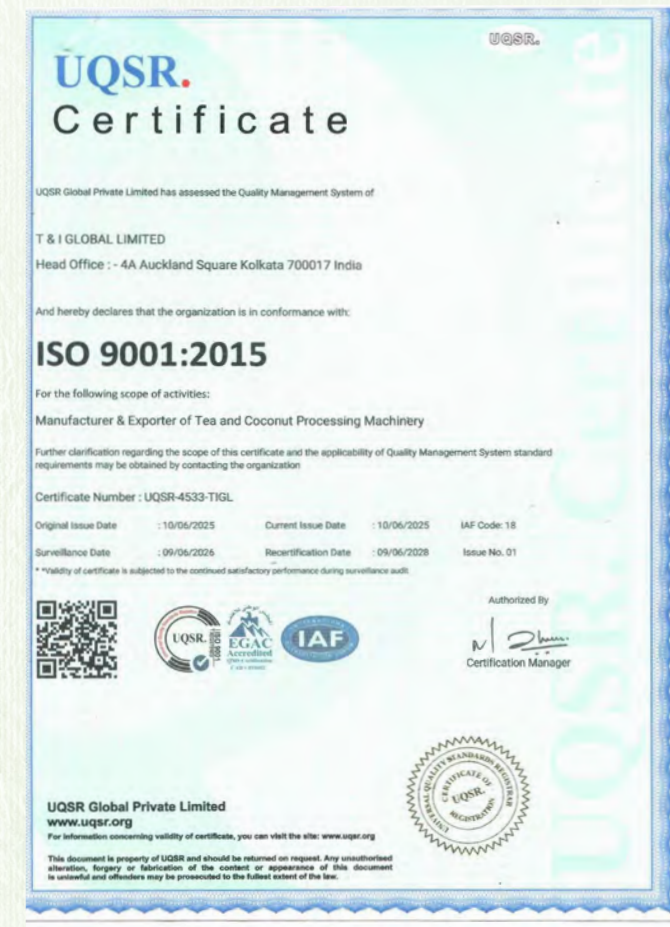 UQSR.
UQSR.
Certificate
UQSR Global Private Limited has assessed the Quality Management System of
T & I GLOBAL LIMITED
Head Office : - 4A Auckland Square Kolkata 700017 India
And hereby declares that the organization is in conformance with:
ISO 9001:2015
For the following scope of activities:
Manufacturer & Exporter of Tea and Coconut Processing Machinery
Further clarification regarding the scope of this certificate and the applicability of Quality Management System standard
requirements may be obtained by contacting the organization
Certificate Number : UQSR-4533-TIGL
Original Issue Date : 10/06/2025 Current Issue Date : 10/06/2025 IAF Code: 18
Surveillance Date : 09/06/2026 Recertification Date : 09/06/2028 Issue No. 01
* *Validity of certificate is subjected to the continued satisfactory performance during surveillance audit.
Authorized By
UQSR.
ISO 9001
EGAC
Accredited
IAF
Certification Manager
UNIVERSAL QUALITY STANDARDS REGISTRAR
CERTIFICATE OF
UQSR.
REGISTRATION
UQSR Global Private Limited
www.uqsr.org
For information concerning validity of certificate, you can visit the site: www.uqsr.org
This document is property of UQSR and should be returned on request. Any unauthorised
alteration, forgery or fabrication of the content or appearance of this document
is unlawful and offenders may be prosecuted to the fullest extent of the law.
UQSR Certificate